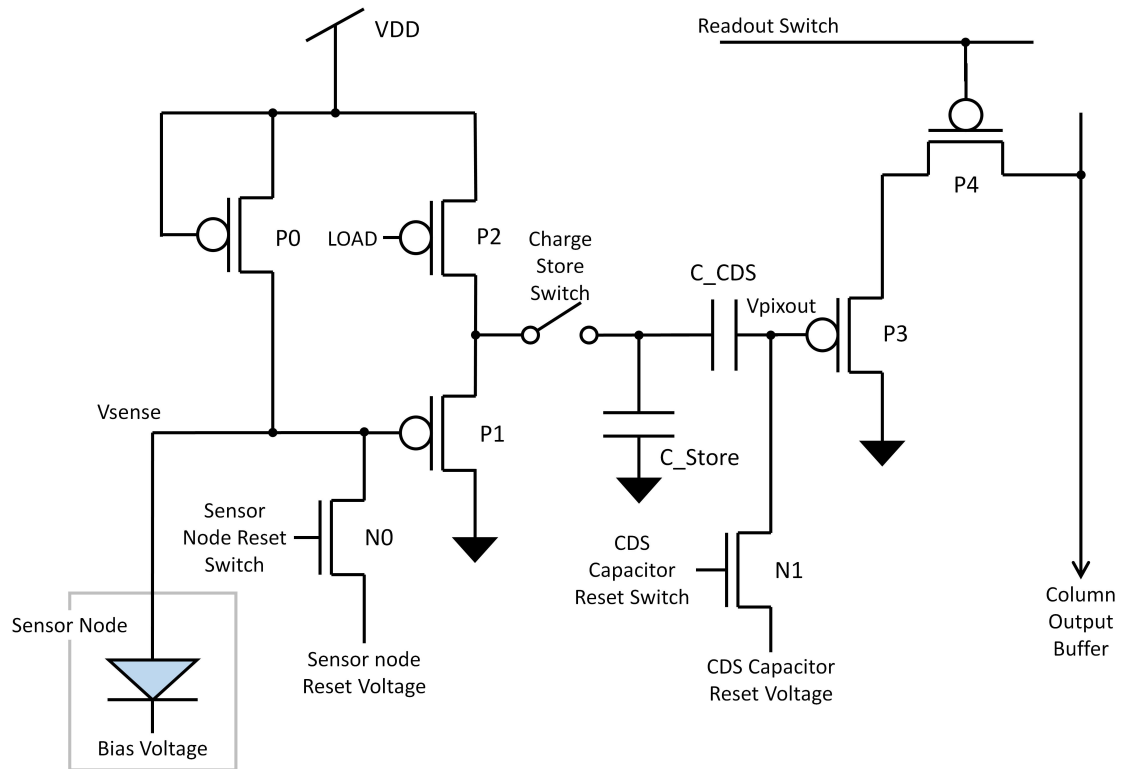 VDD
Readout Switch
P4
P0
LOAD
P2
Charge
Store
Switch
C_CDS
Vpixout
P3
Vsense
P1
C_Store
Sensor
Node Reset
Switch
N0
CDS
Capacitor
Reset Switch
N1
Column
Output
Buffer
Sensor Node
Sensor node
Reset Voltage
CDS Capacitor
Reset Voltage
Bias Voltage